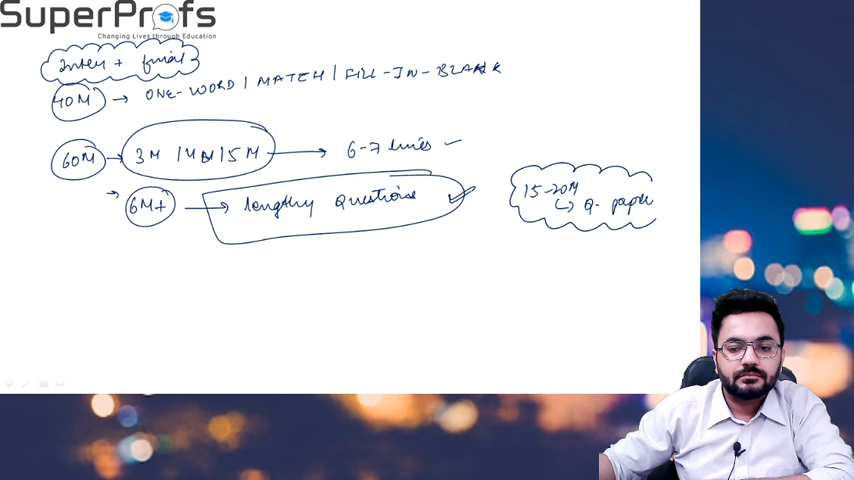 SuperProfs
Changing Lives through Education
Inter + final
40M → ONE-WORD / MATCH / FILL-IN-BLANK
60M → 3M / 4M / 5M → 6-7 lines
→ 6M+ → lengthy Questions
15-20M
↳ Q. paper